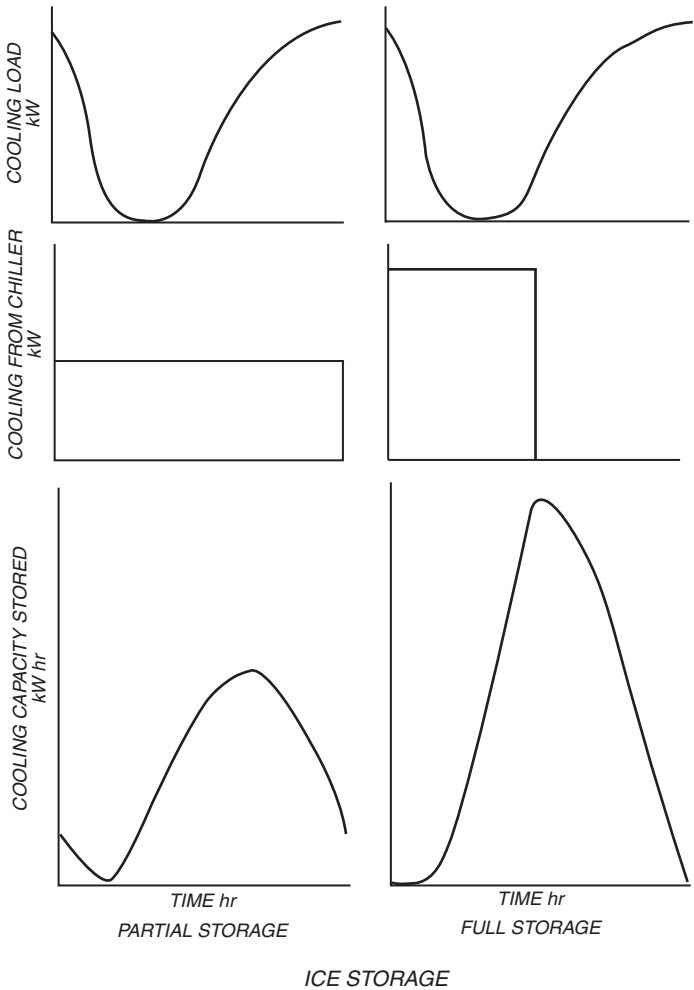 COOLING LOAD
kW
COOLING FROM CHILLER
kW
COOLING CAPACITY STORED
kW hr
TIME hr
TIME hr
PARTIAL STORAGE
FULL STORAGE
ICE STORAGE